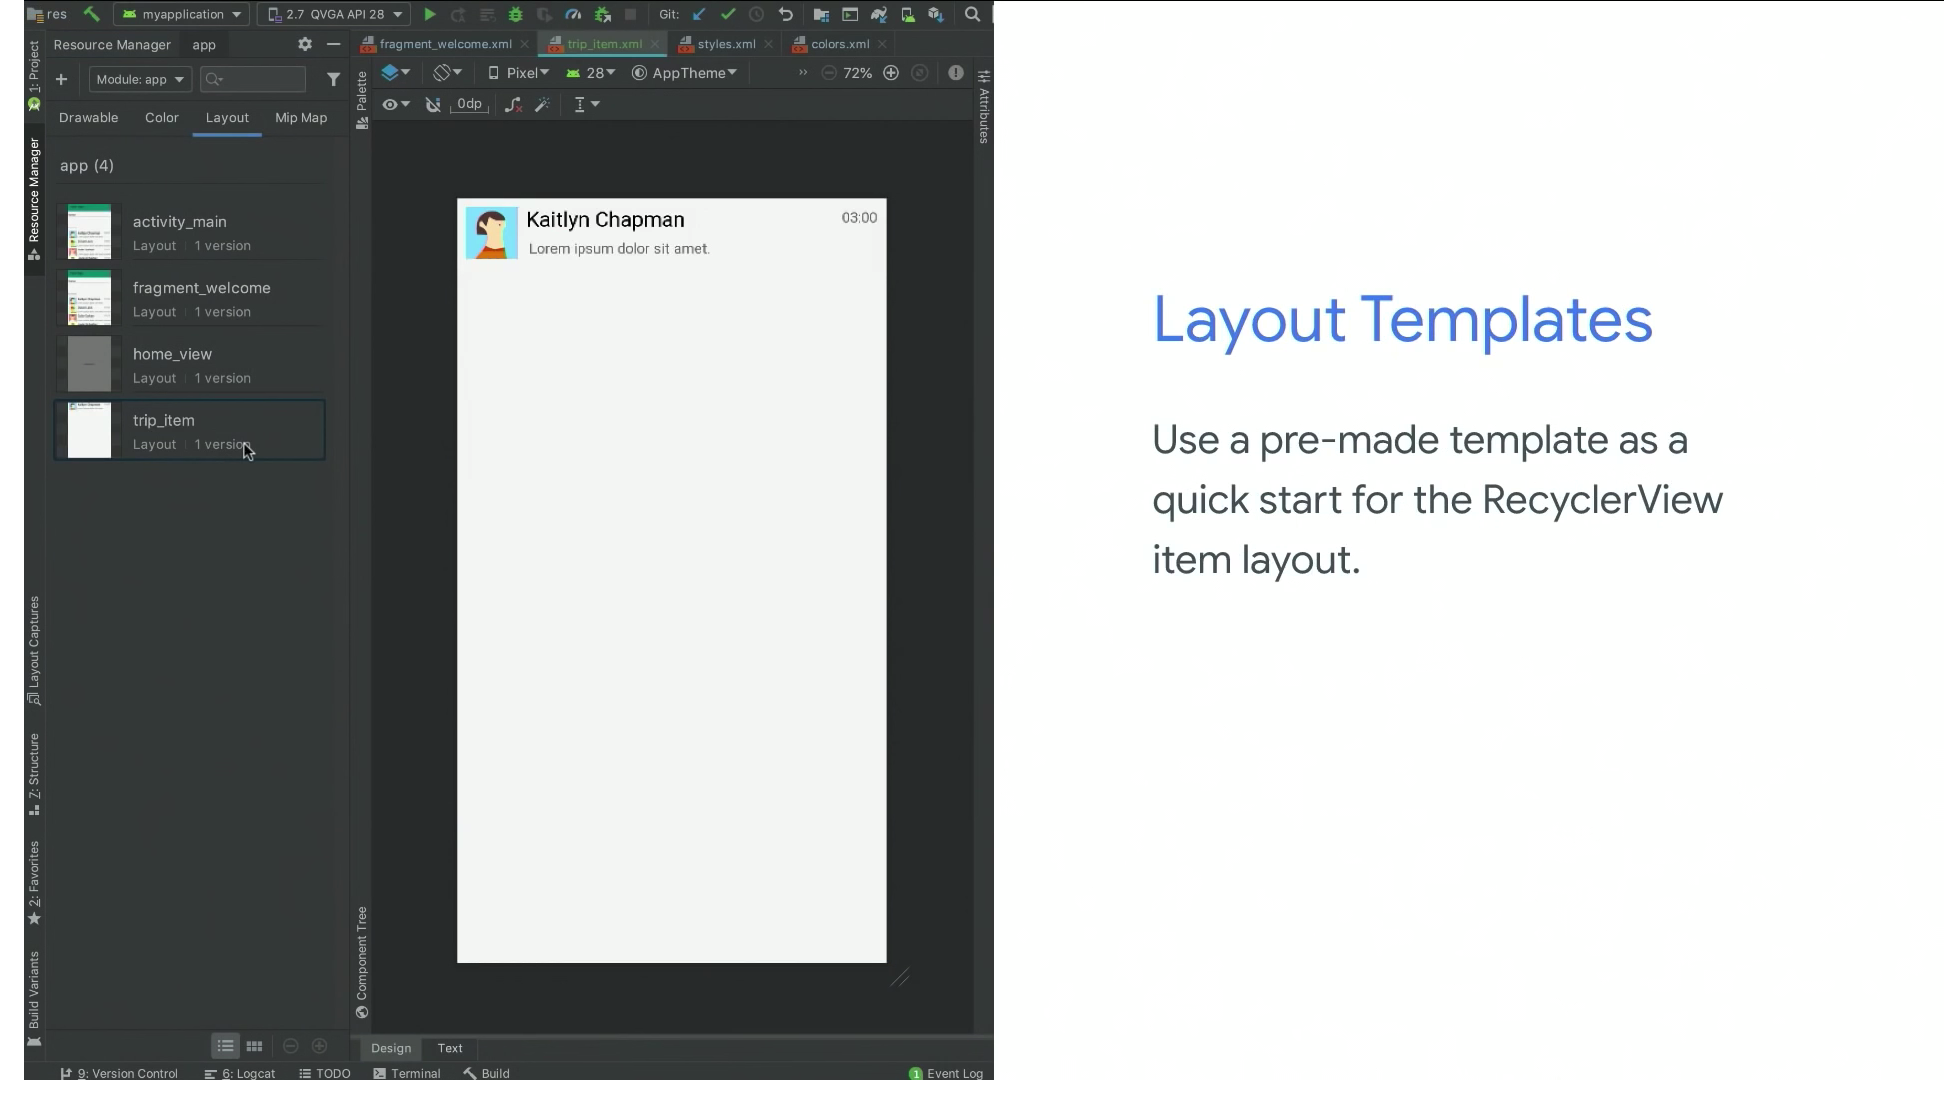 res
myapplication
2.7 QVGA API 28
Git:
Resource Manager
app
fragment_welcome.xml
trip_item.xml
styles.xml
colors.xml
1: Project
Resource Manager
Layout Captures
7: Structure
2: Favorites
Build Variants
Module: app
Drawable
Color
Layout
Mip Map
app (4)
activity_main
Layout 1 version
fragment_welcome
Layout 1 version
home_view
Layout 1 version
trip_item
Layout 1 version
Palette
Component Tree
Pixel
28
AppTheme
72%
0dp
Attributes
Kaitlyn Chapman
03:00
Lorem ipsum dolor sit amet.
Design
Text
9: Version Control
6: Logcat
TODO
Terminal
Build
1
Event Log
Layout Templates
Use a pre-made template as a
quick start for the RecyclerView
item layout.